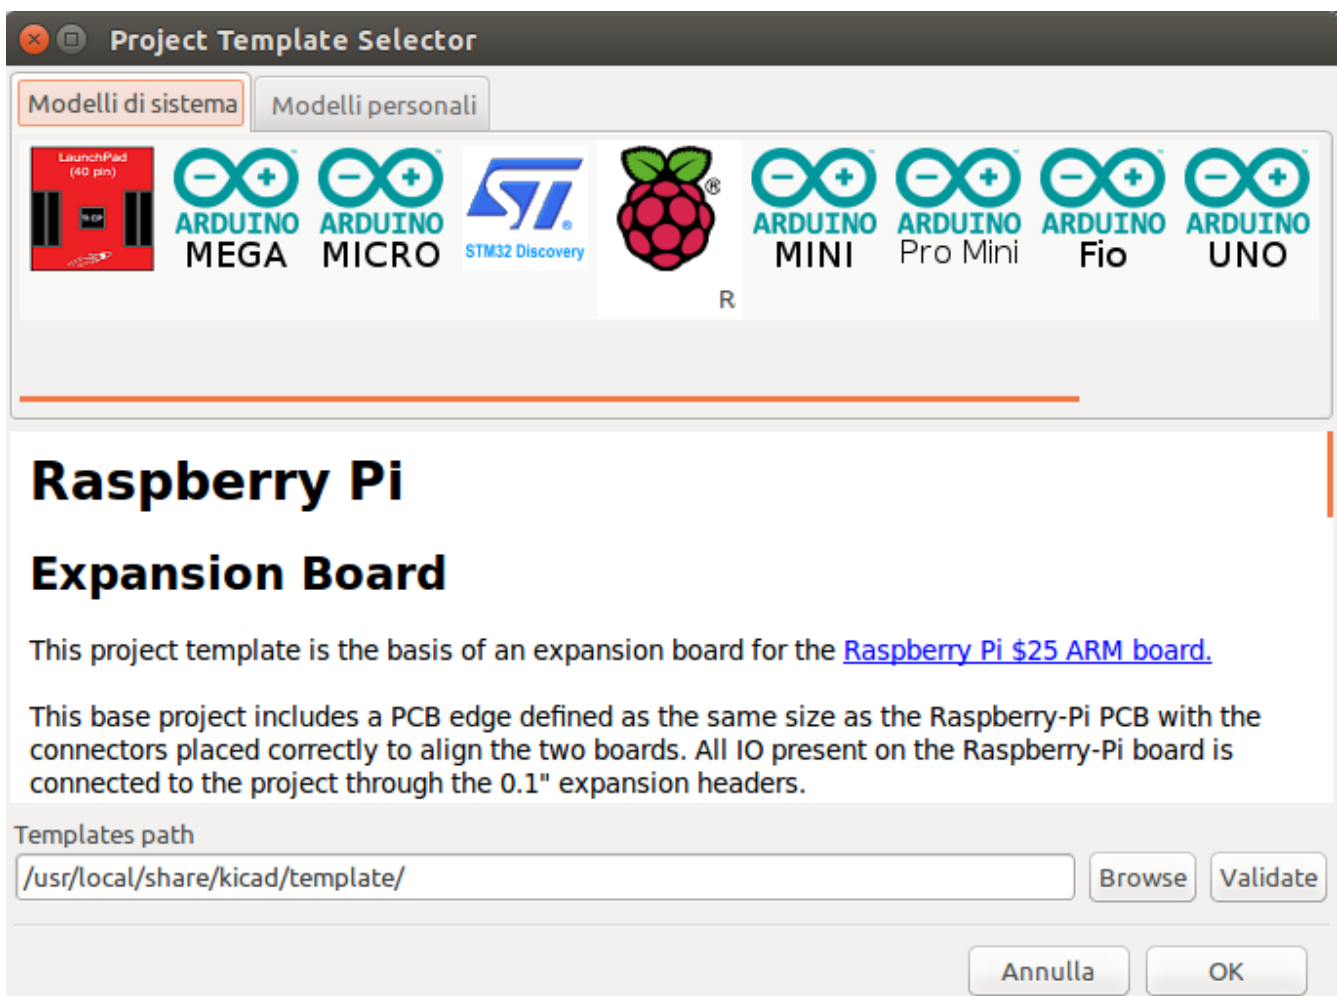 Project Template Selector
Modelli di sistema
Modelli personali
LaunchPad
(40 pin)
ARDUINO
MEGA
ARDUINO
MICRO
ST
STM32 Discovery
®
R
ARDUINO
MINI
ARDUINO
Pro Mini
ARDUINO
Fio
ARDUINO
UNO
Raspberry Pi
Expansion Board
This project template is the basis of an expansion board for the Raspberry Pi $25 ARM board.
This base project includes a PCB edge defined as the same size as the Raspberry-Pi PCB with the
connectors placed correctly to align the two boards. All IO present on the Raspberry-Pi board is
connected to the project through the 0.1" expansion headers.
Templates path
/usr/local/share/kicad/template/
Browse
Validate
Annulla
OK